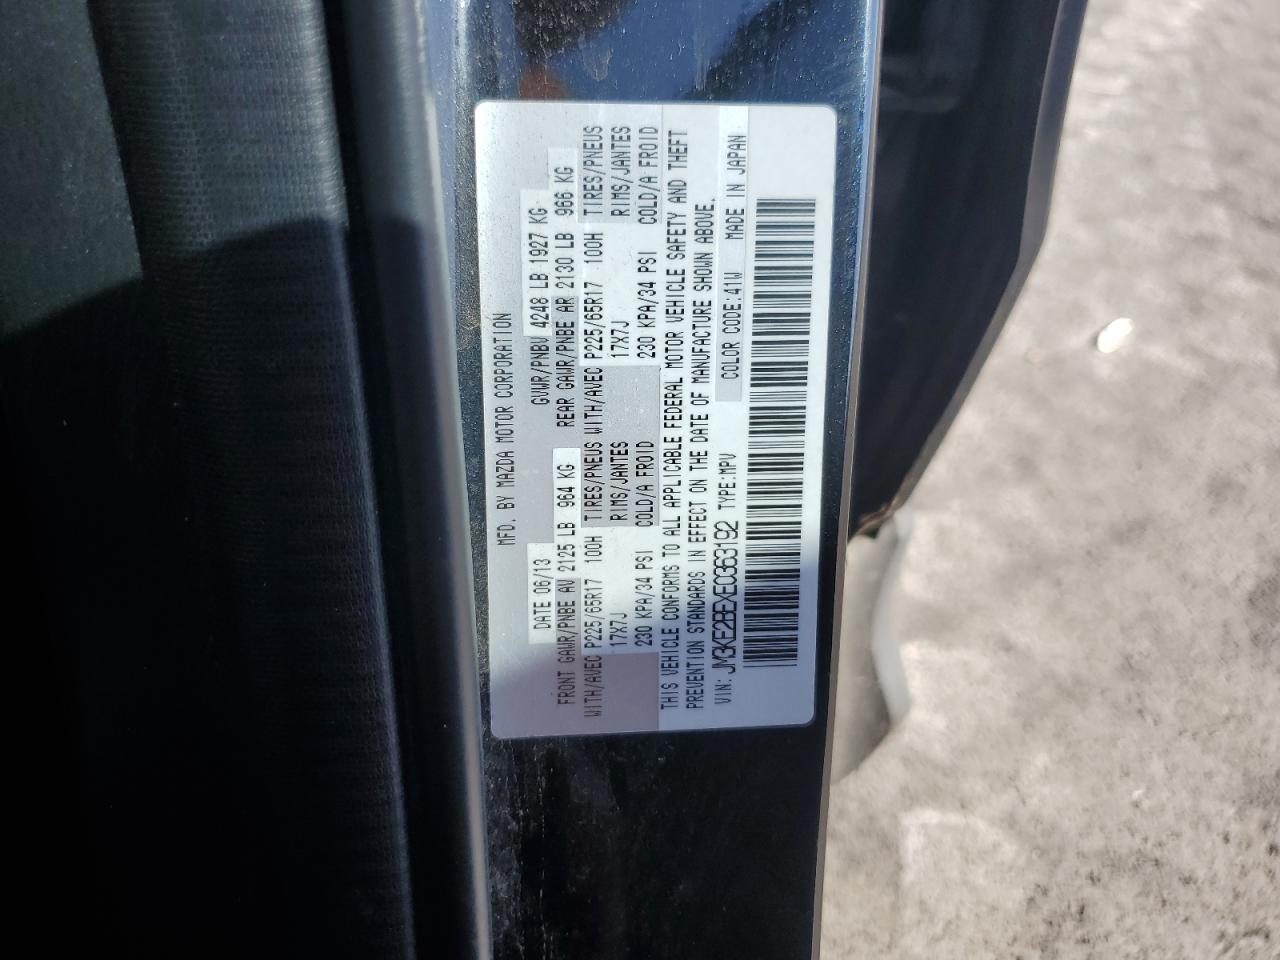 MFD. BY MAZDA MOTOR CORPORATION
DATE 06/13 GVWR/PNBV 4248 LB 1927 KG
FRONT GAWR/PNBE AV 2125 LB 964 KG REAR GAWR/PNBE AR 2130 LB 966 KG
WITH/AVEC P225/65R17 100H TIRES/PNEUS WITH/AVEC P225/65R17 100H TIRES/PNEUS
17X7J RIMS/JANTES 17X7J RIMS/JANTES
230 KPA/34 PSI COLD/A FROID 230 KPA/34 PSI COLD/A FROID
THIS VEHICLE CONFORMS TO ALL APPLICABLE FEDERAL MOTOR VEHICLE SAFETY AND THEFT
PREVENTION STANDARDS IN EFFECT ON THE DATE OF MANUFACTURE SHOWN ABOVE.
VIN: JM3KE2BEXE0363192 TYPE:MPV COLOR CODE:41W MADE IN JAPAN